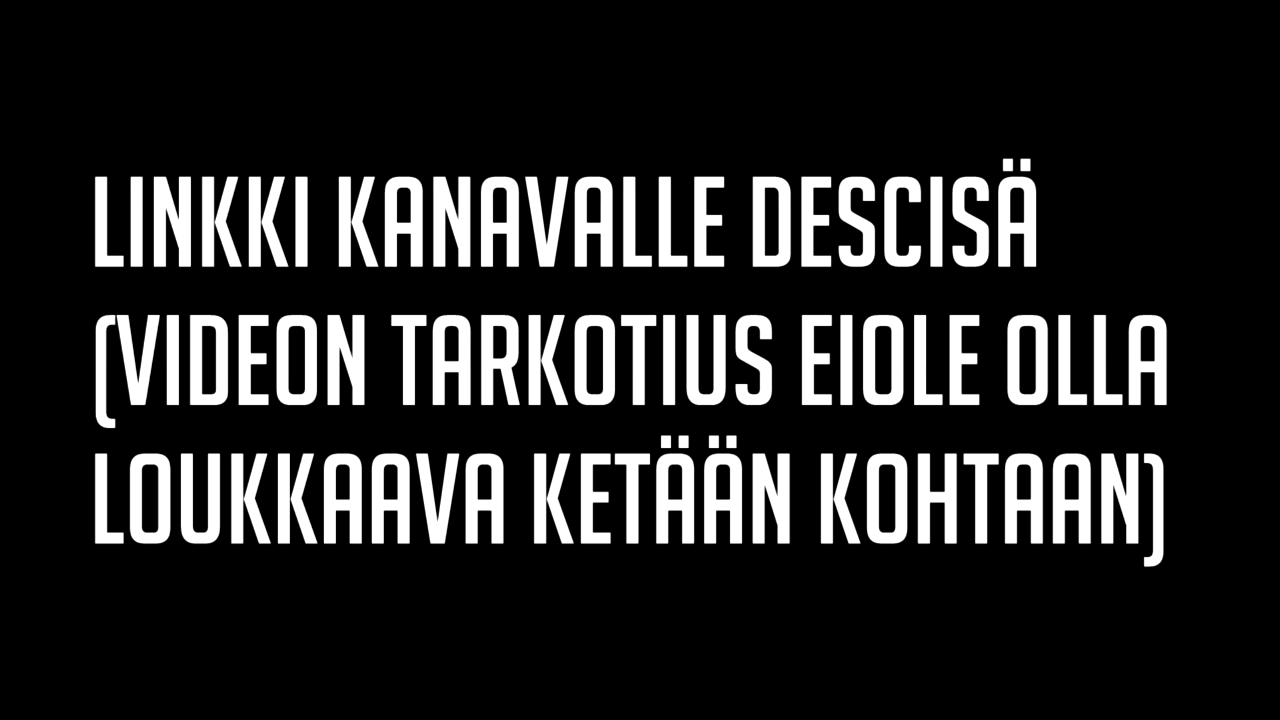 LINKKI KANAVALLE DESCISÄ
(VIDEON TARKOTIUS EIOLE OLLA
LOUKKAAVA KETÄÄN KOHTAAN)